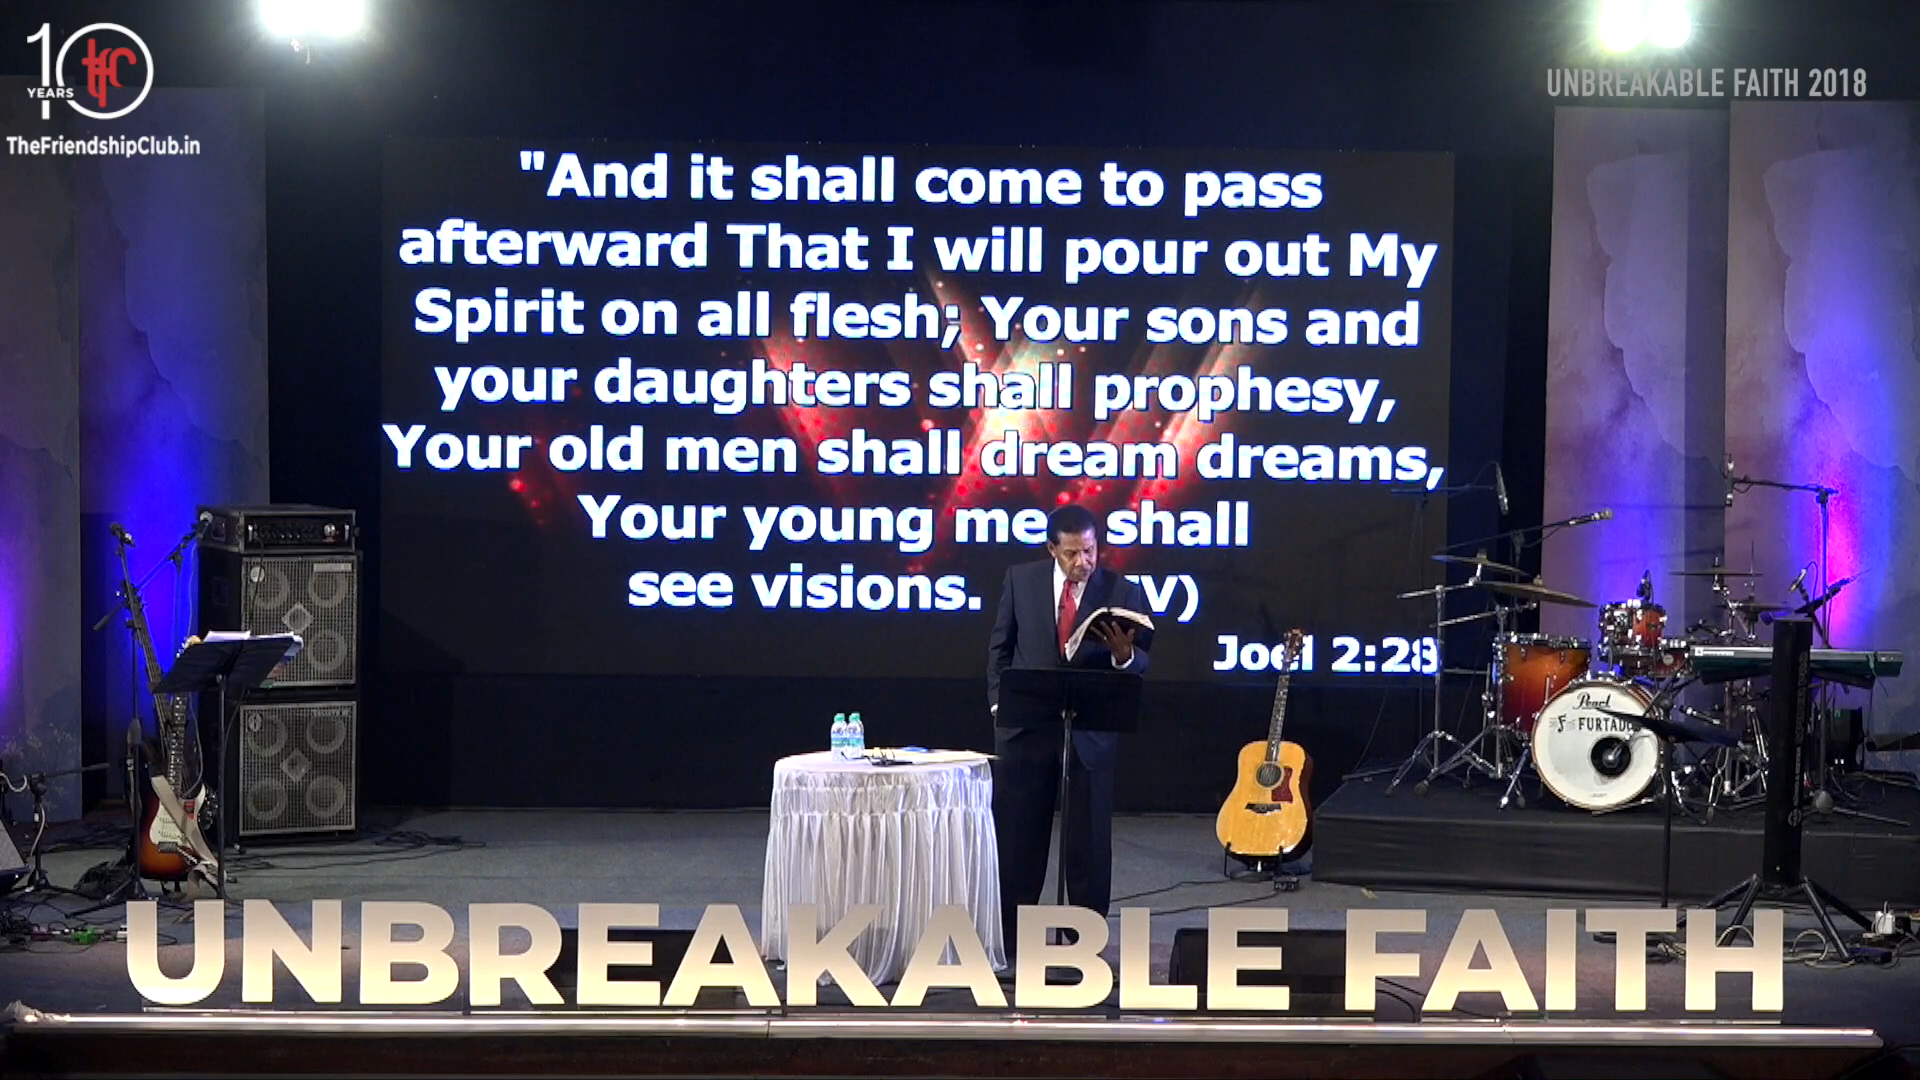 10
YEARS
tfc
TheFriendshipClub.in
UNBREAKABLE FAITH 2018
"And it shall come to pass
afterward That I will pour out My
Spirit on all flesh; Your sons and
your daughters shall prophesy,
Your old men shall dream dreams,
Your young me shall
see visions. V)
Joel 2:28
Pearl
F FURTADO
UNBREAKABLE FAITH